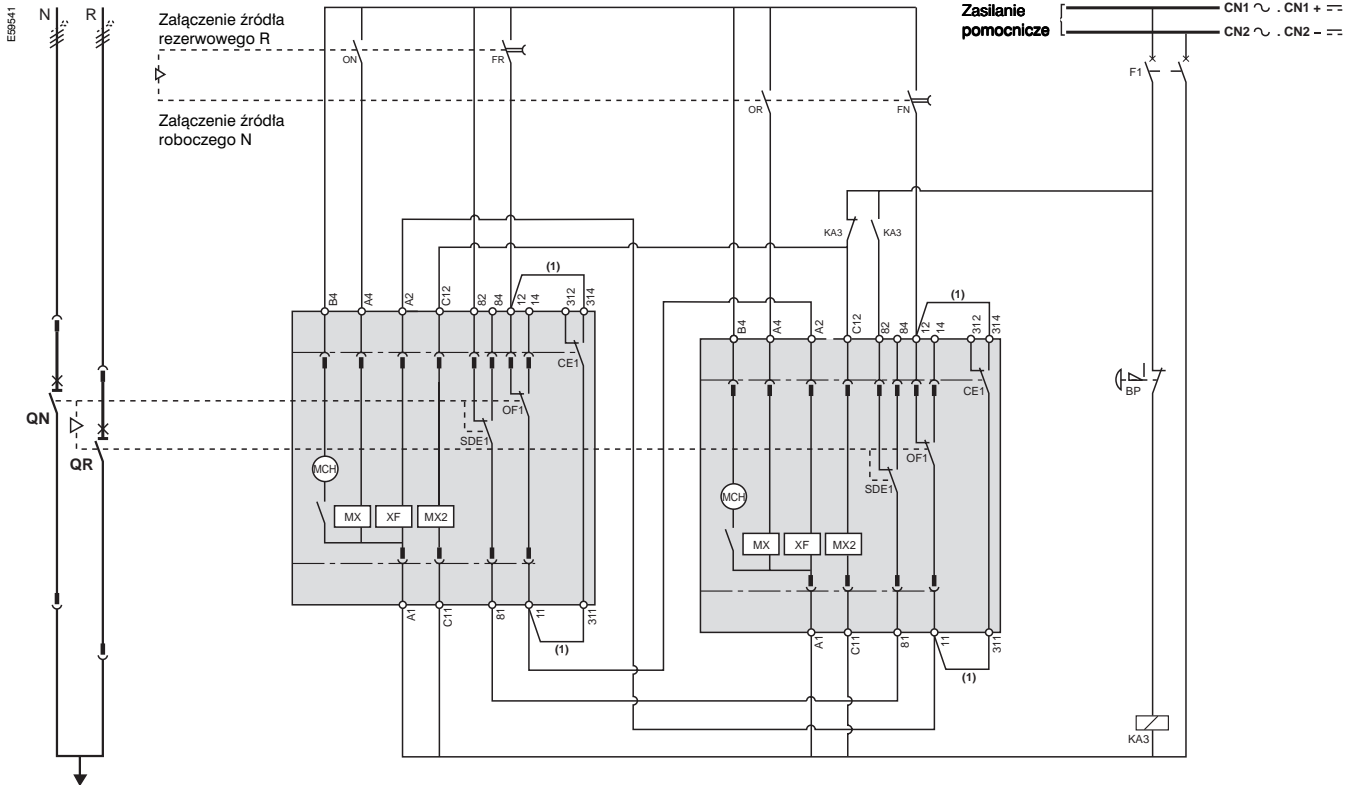 E59541
N
R
Załączenie źródła
rezerwowego R
Załączenie źródła
roboczego N
ON
FR
OR
FN
Zasilanie
pomocnicze
CN1 ∿ . CN1 + ⎓
CN2 ∿ . CN2 – ⎓
F1
KA3
KA3
(1)
B4
A4
A2
C12
82
84
12
14
312
314
CE1
OF1
SDE1
MCH
MX
XF
MX2
A1
C11
81
11
311
(1)
(1)
B4
A4
A2
C12
82
84
12
14
312
314
CE1
OF1
SDE1
MCH
MX
XF
MX2
A1
C11
81
11
311
(1)
QN
QR
BP
KA3